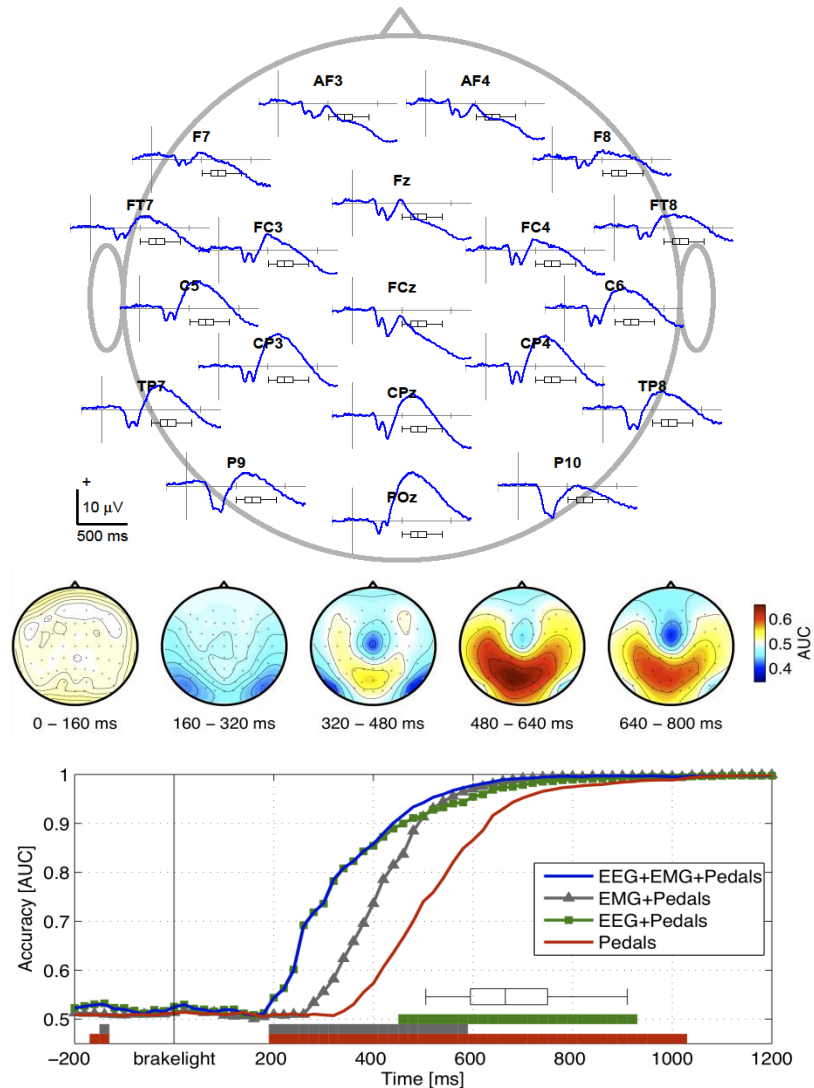 AF3 AF4
F7 F8
Fz
FT7 FT8
FC3 FC4
C5 FCz C6
CP3 CP4
TP7 CPz TP8
P9 P10
+
10 μV
500 ms
POz
0 – 160 ms 160 – 320 ms 320 – 480 ms 480 – 640 ms 640 – 800 ms
0.6
0.5
0.4
AUC
1
0.9
0.8
0.7
0.6
0.5
Accuracy [AUC]
EEG+EMG+Pedals
EMG+Pedals
EEG+Pedals
Pedals
−200 brakelight 200 400 600 800 1000 1200
Time [ms]